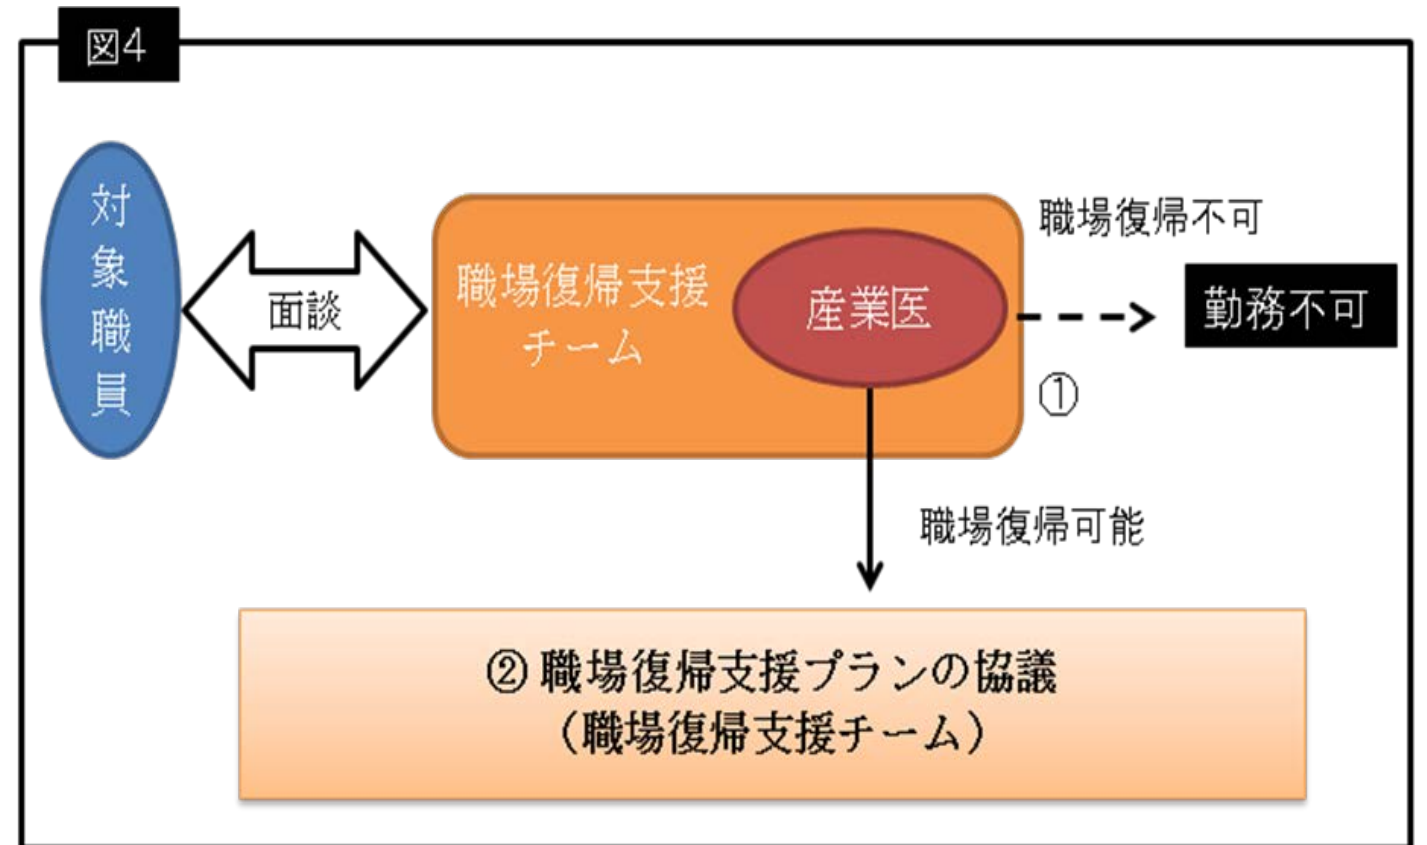 図4
対象職員
面談
職場復帰支援
チーム
産業医
職場復帰不可
勤務不可
①
職場復帰可能
② 職場復帰支援プランの協議
（職場復帰支援チーム）